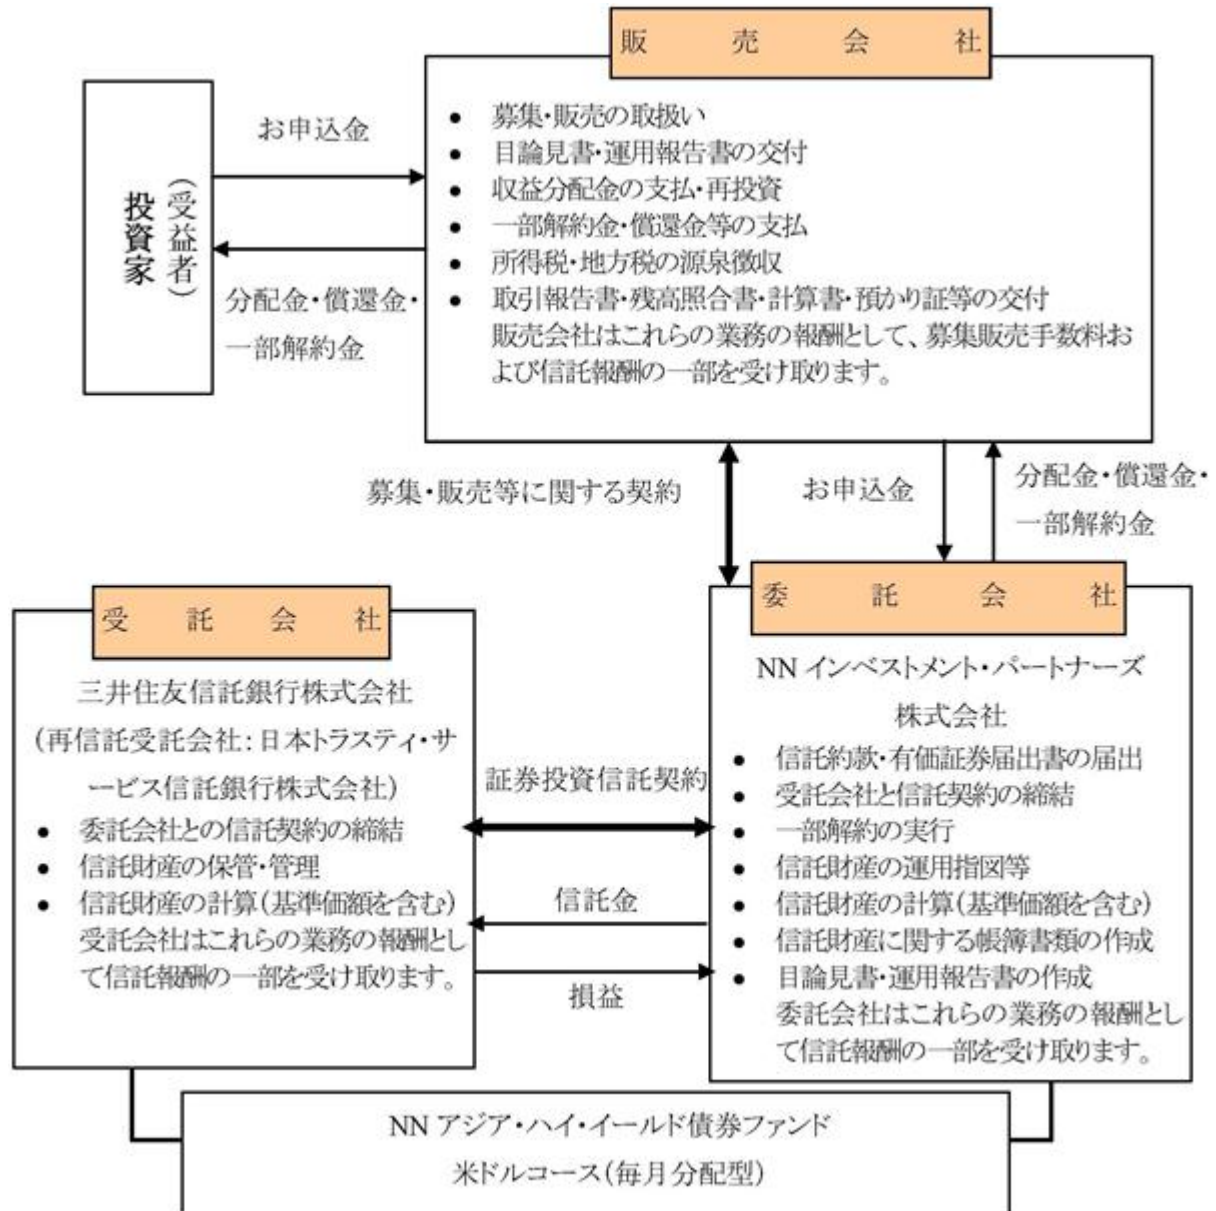 販売会社
投資家
(受益者)
お申込金
分配金・償還金・
一部解約金
● 募集・販売の取扱い
● 目論見書・運用報告書の交付
● 収益分配金の支払・再投資
● 一部解約金・償還金等の支払
● 所得税・地方税の源泉徴収
● 取引報告書・残高照合書・計算書・預かり証等の交付
販売会社はこれらの業務の報酬として、募集販売手数料お
よび信託報酬の一部を受け取ります。
募集・販売等に関する契約
お申込金
分配金・償還金・
一部解約金
受託会社
三井住友信託銀行株式会社
(再信託受託会社:日本トラスティ・サ
ービス信託銀行株式会社)
● 委託会社との信託契約の締結
● 信託財産の保管・管理
● 信託財産の計算(基準価額を含む)
受託会社はこれらの業務の報酬とし
て信託報酬の一部を受け取ります。
証券投資信託契約
信託金
損益
委託会社
NN インベストメント・パートナーズ
株式会社
● 信託約款・有価証券届出書の届出
● 受託会社と信託契約の締結
● 一部解約の実行
● 信託財産の運用指図等
● 信託財産の計算(基準価額を含む)
● 信託財産に関する帳簿書類の作成
● 目論見書・運用報告書の作成
委託会社はこれらの業務の報酬とし
て信託報酬の一部を受け取ります。
NN アジア・ハイ・イールド債券ファンド
米ドルコース(毎月分配型)